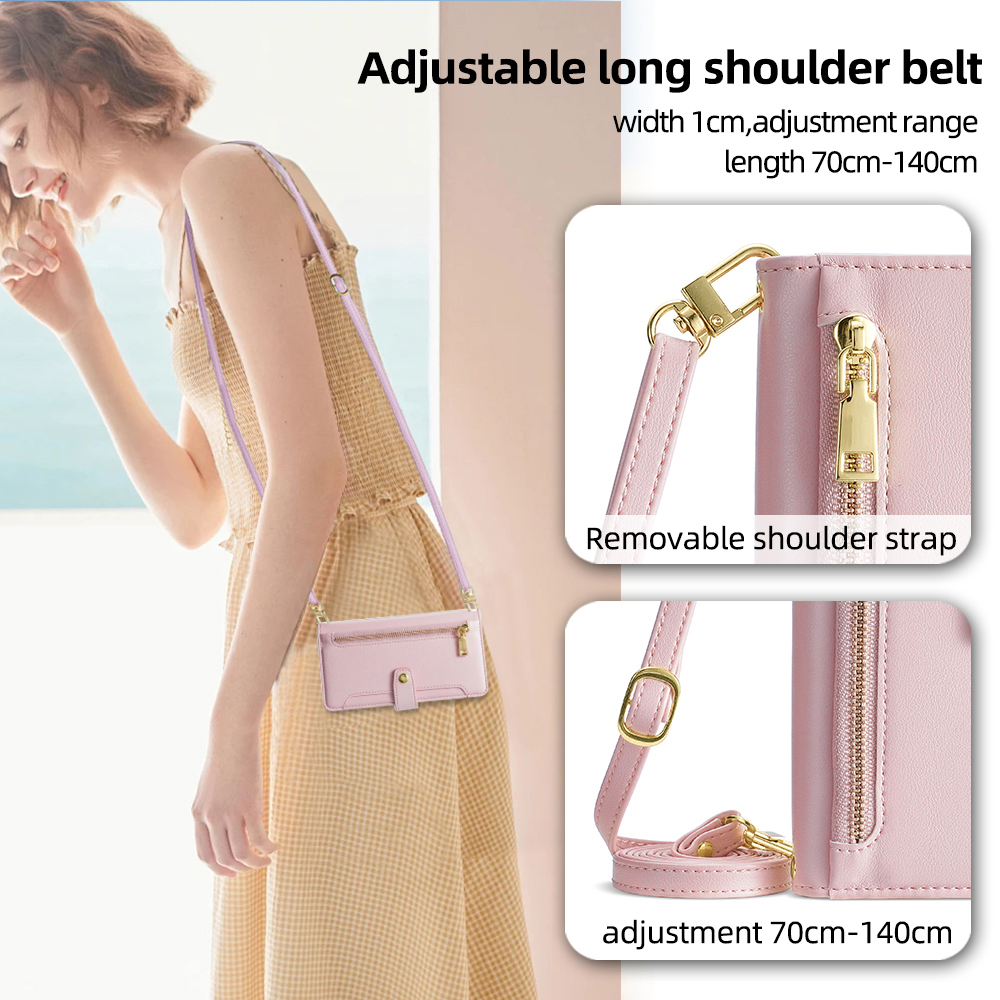 Adjustable long shoulder belt
width 1cm,adjustment range
length 70cm-140cm
Removable shoulder strap
adjustment 70cm-140cm